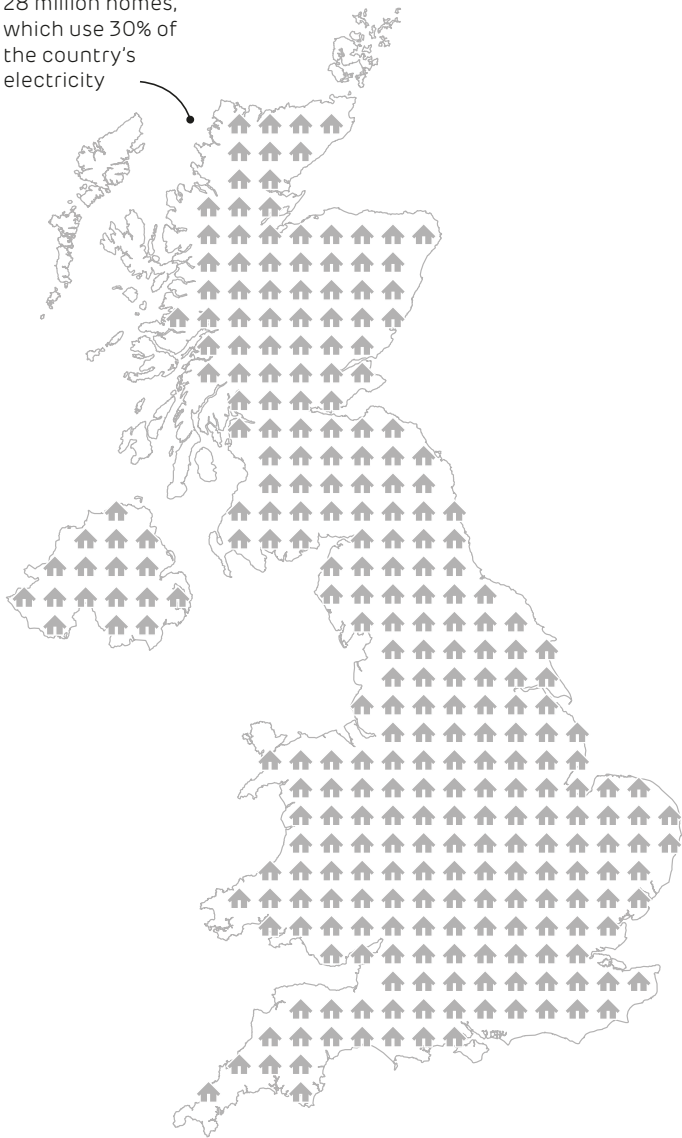 28 million homes,
which use 30% of
the country's
electricity